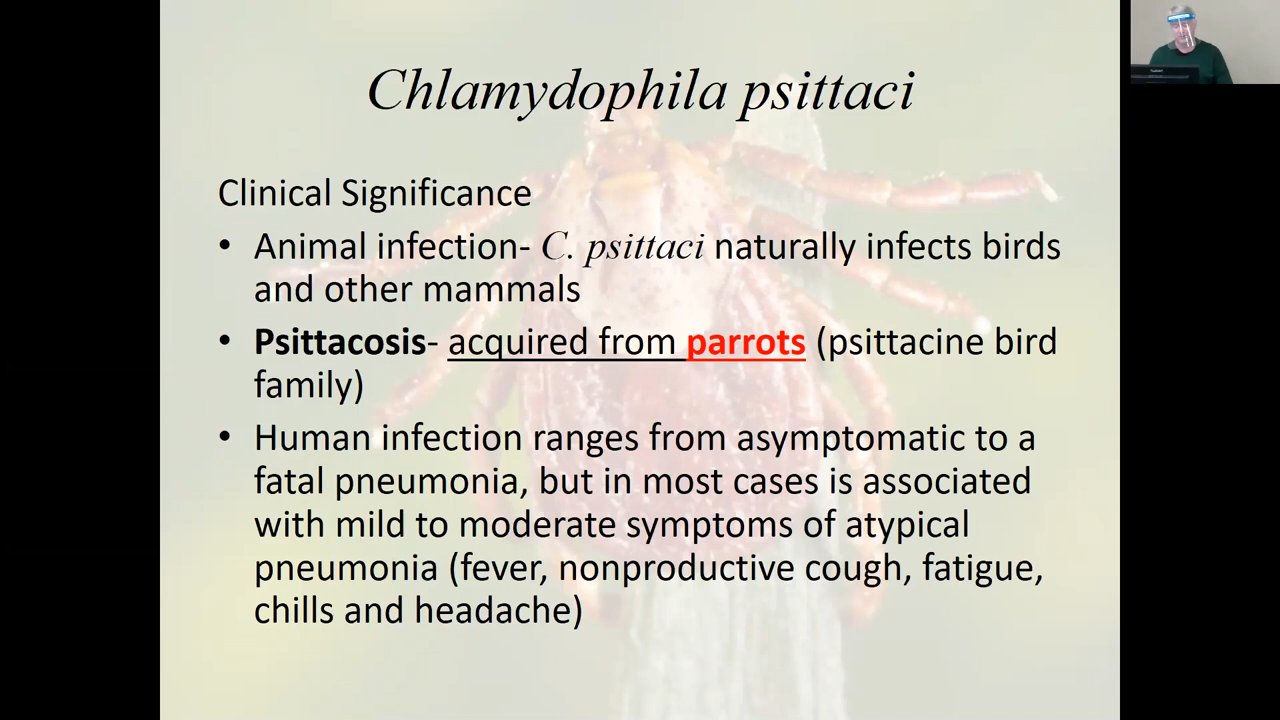 Chlamydophila psittaci
Clinical Significance
• Animal infection- C. psittaci naturally infects birds
and other mammals
• Psittacosis- acquired from parrots (psittacine bird
family)
• Human infection ranges from asymptomatic to a
fatal pneumonia, but in most cases is associated
with mild to moderate symptoms of atypical
pneumonia (fever, nonproductive cough, fatigue,
chills and headache)